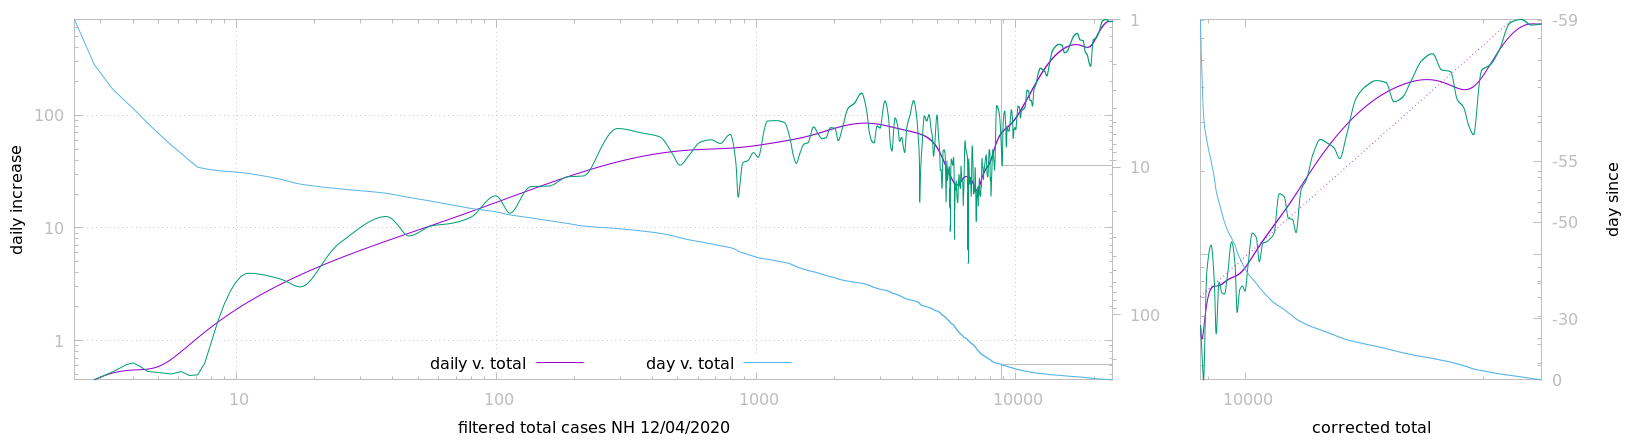 daily increase
100
10
1
daily v. total
day v. total
10
100
1000
10000
filtered total cases NH 12/04/2020
1
10
100
10000
corrected total
-59
-55
-50
-30
0
day since